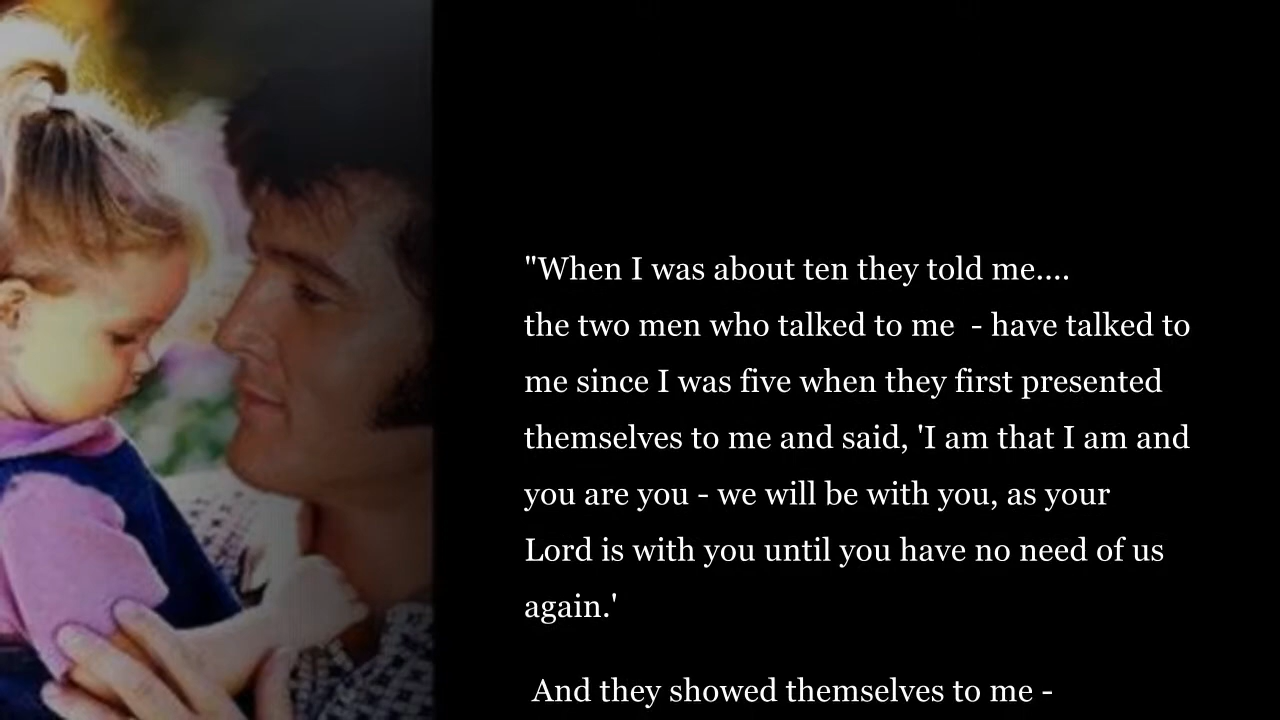 "When I was about ten they told me....
the two men who talked to me  - have talked to
me since I was five when they first presented
themselves to me and said, 'I am that I am and
you are you - we will be with you, as your
Lord is with you until you have no need of us
again.'
And they showed themselves to me -